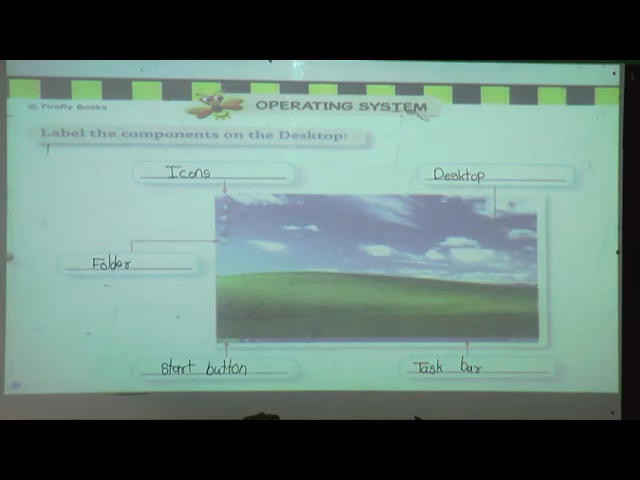 © Firefly Books
OPERATING SYSTEM
Label the components on the Desktop:
Icons
Desktop
Folder
Start button
Task bar